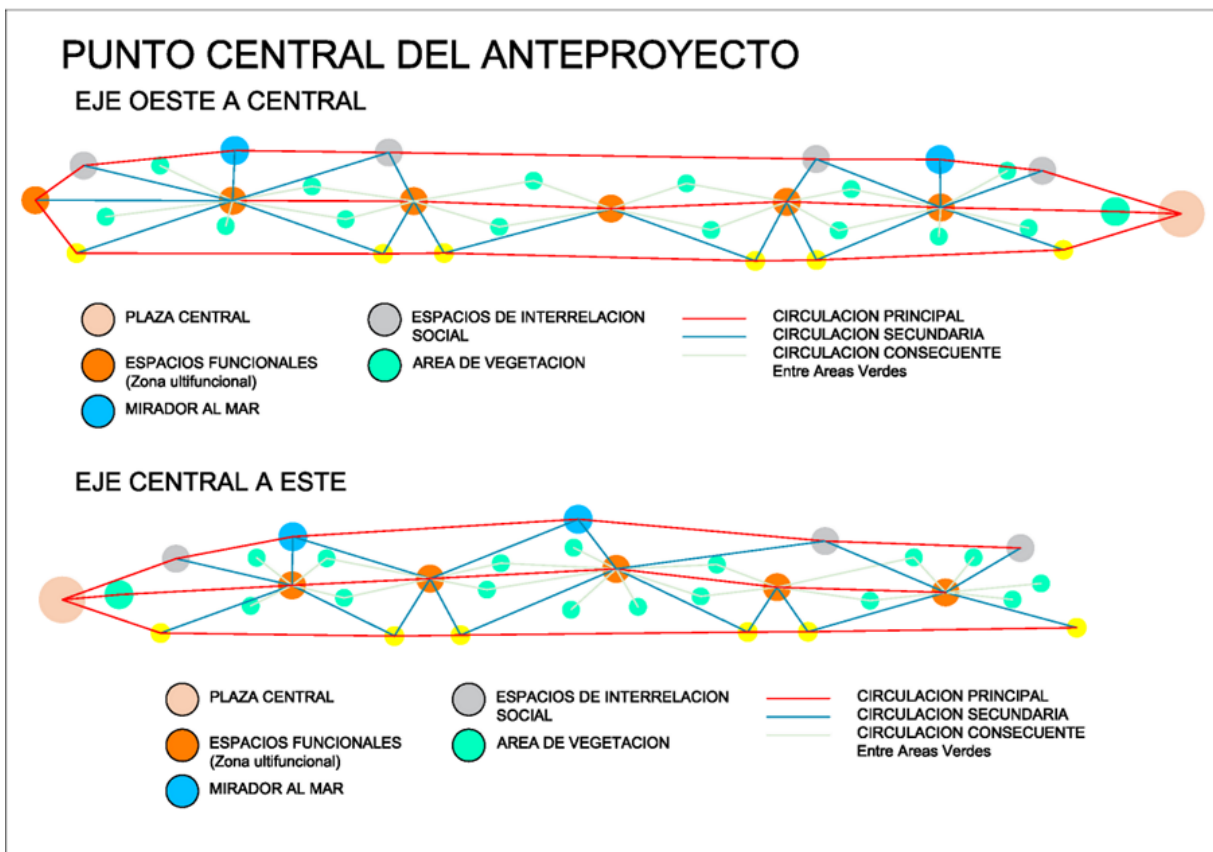 PUNTO CENTRAL DEL ANTEPROYECTO
EJE OESTE A CENTRAL
PLAZA CENTRAL
ESPACIOS FUNCIONALES
(Zona ultifuncional)
MIRADOR AL MAR
ESPACIOS DE INTERRELACION
SOCIAL
AREA DE VEGETACION
CIRCULACION PRINCIPAL
CIRCULACION SECUNDARIA
CIRCULACION CONSECUENTE
Entre Areas Verdes
EJE CENTRAL A ESTE
PLAZA CENTRAL
ESPACIOS FUNCIONALES
(Zona ultifuncional)
MIRADOR AL MAR
ESPACIOS DE INTERRELACION
SOCIAL
AREA DE VEGETACION
CIRCULACION PRINCIPAL
CIRCULACION SECUNDARIA
CIRCULACION CONSECUENTE
Entre Areas Verdes